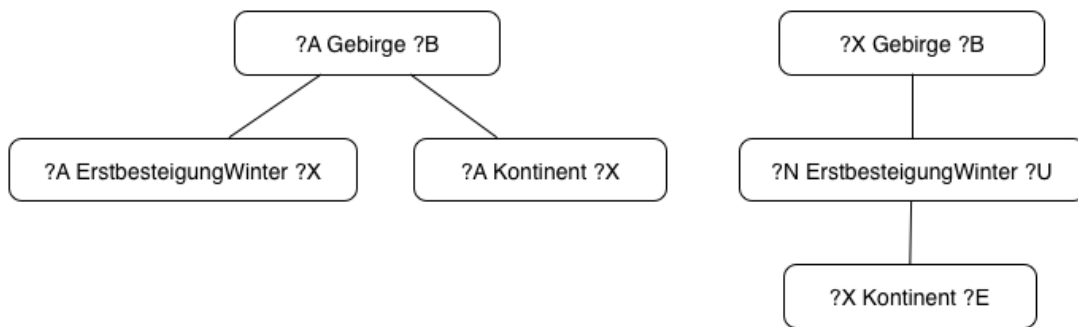 ?A Gebirge ?B
?A ErstbesteigungWinter ?X
?A Kontinent ?X
?X Gebirge ?B
?N ErstbesteigungWinter ?U
?X Kontinent ?E